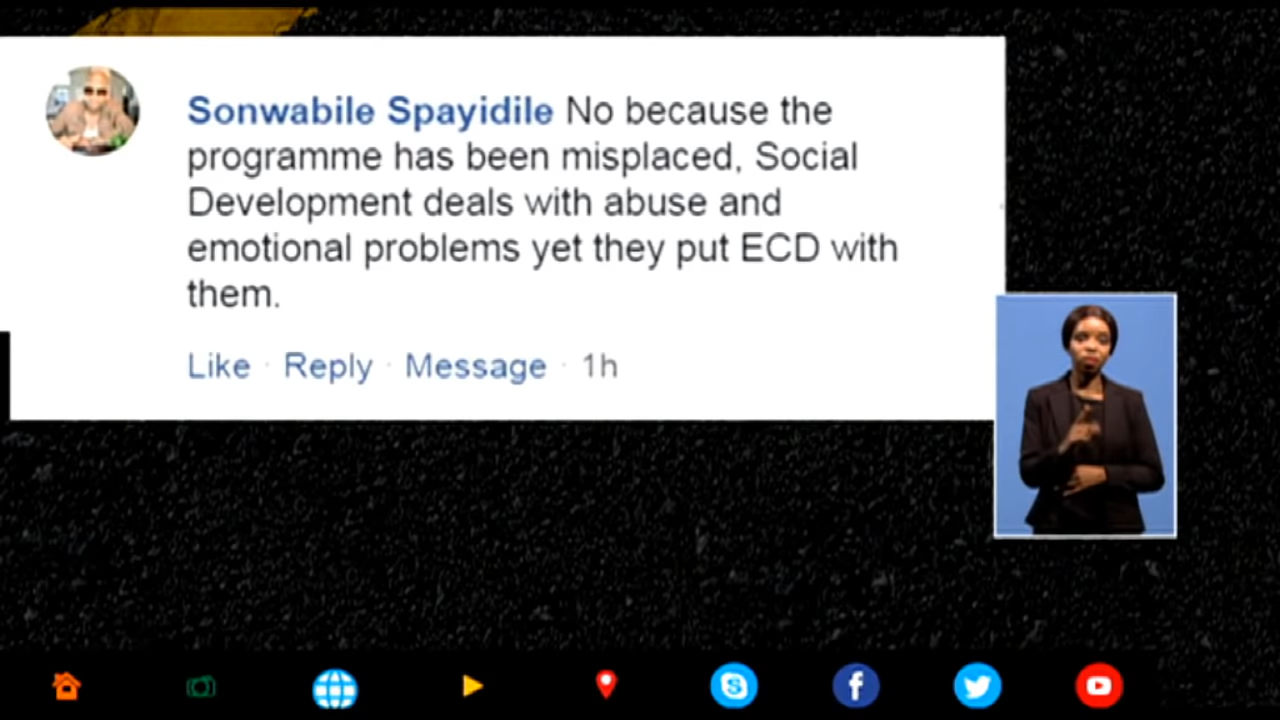 Sonwabile Spayidile No because the
programme has been misplaced, Social
Development deals with abuse and
emotional problems yet they put ECD with
them.
Like · Reply · Message · 1h